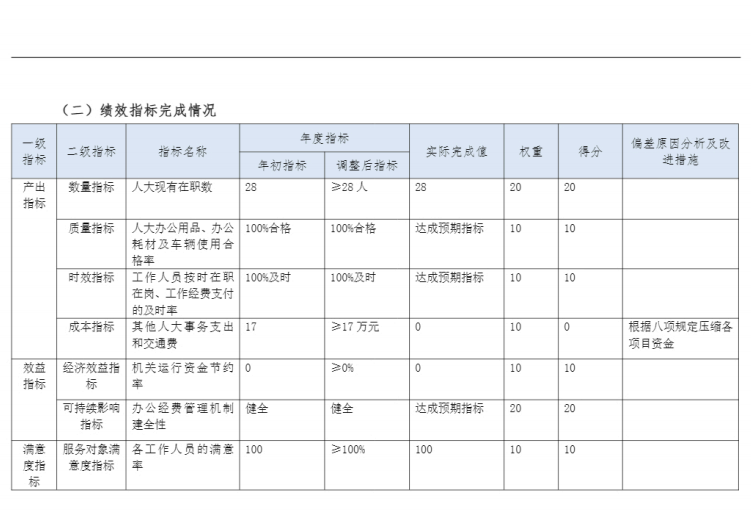 （二）绩效指标完成情况
一级指标 二级指标 指标名称 年度指标 实际完成值 权重 得分 偏差原因分析及改进措施
年初指标 调整后指标
产出指标 数量指标 人大现有在职数 28 ≥28 人 28 20 20
质量指标 人大办公用品、办公耗材及车辆使用合格率 100%合格 100%合格 达成预期指标 10 10
时效指标 工作人员按时在职在岗、工作经费支付的及时率 100%及时 100%及时 达成预期指标 10 10
成本指标 其他人大事务支出和交通费 17 ≥17 万元 0 10 0 根据八项规定压缩各项目资金
效益指标 经济效益指标 机关运行资金节约率 0 ≥0% 0 10 10
可持续影响指标 办公经费管理机制建全性 健全 健全 达成预期指标 20 20
满意度指标 服务对象满意度指标 各工作人员的满意率 100 ≥100% 100 10 10